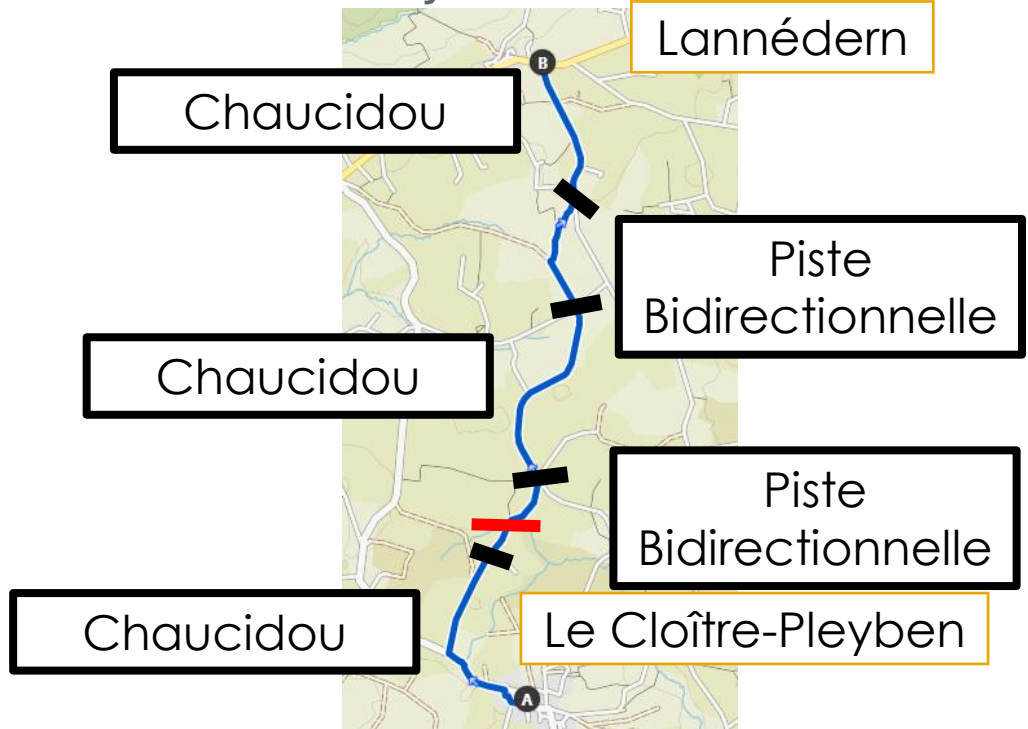 Lannédern
B
Chaucidou
Piste
Bidirectionnelle
Chaucidou
Piste
Bidirectionnelle
Chaucidou
Le Cloître-Pleyben
A